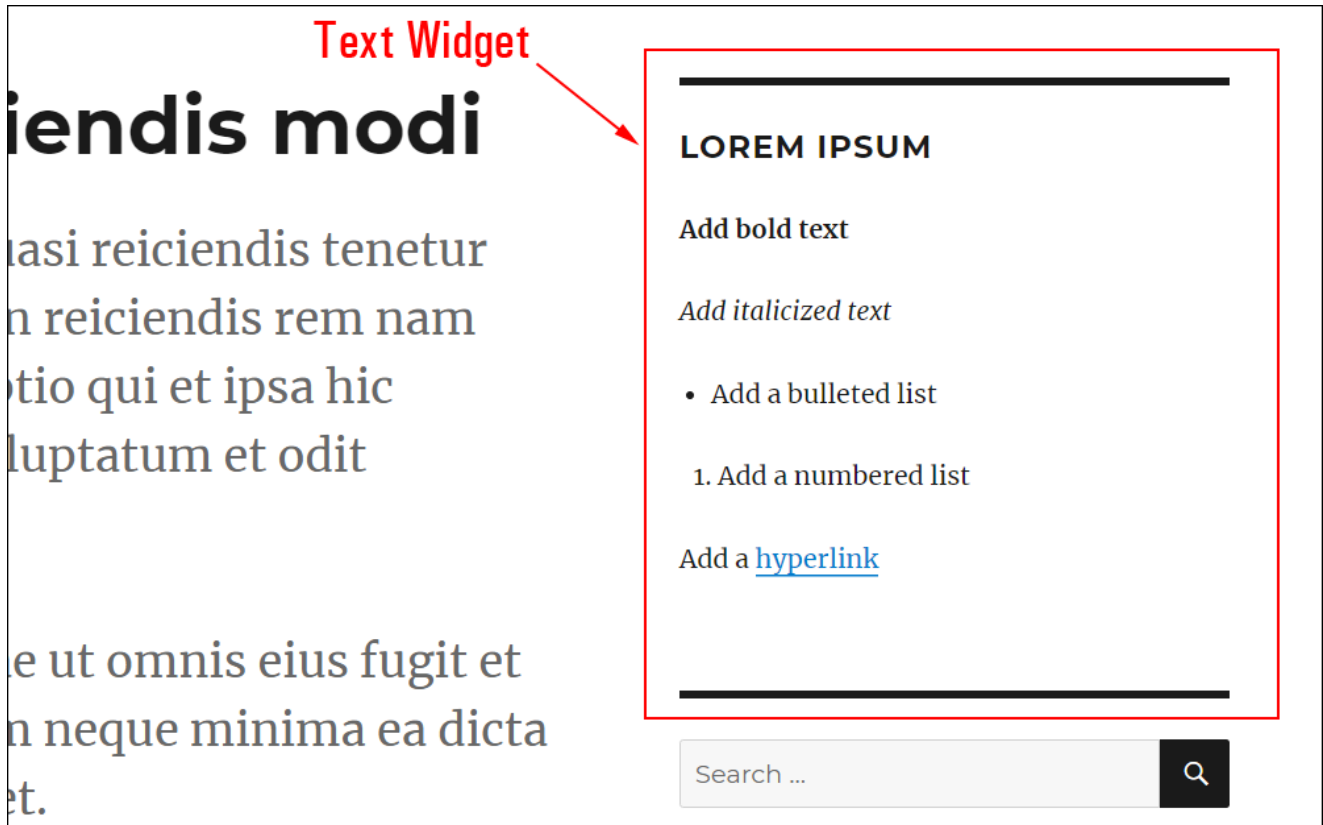 Text Widget
iendis modi
uasi reiciendis tenetur
n reiciendis rem nam
tio qui et ipsa hic
luptatum et odit
e ut omnis eius fugit et
n neque minima ea dicta
et.
LOREM IPSUM
Add bold text
Add italicized text
• Add a bulleted list
1. Add a numbered list
Add a hyperlink
Search ...